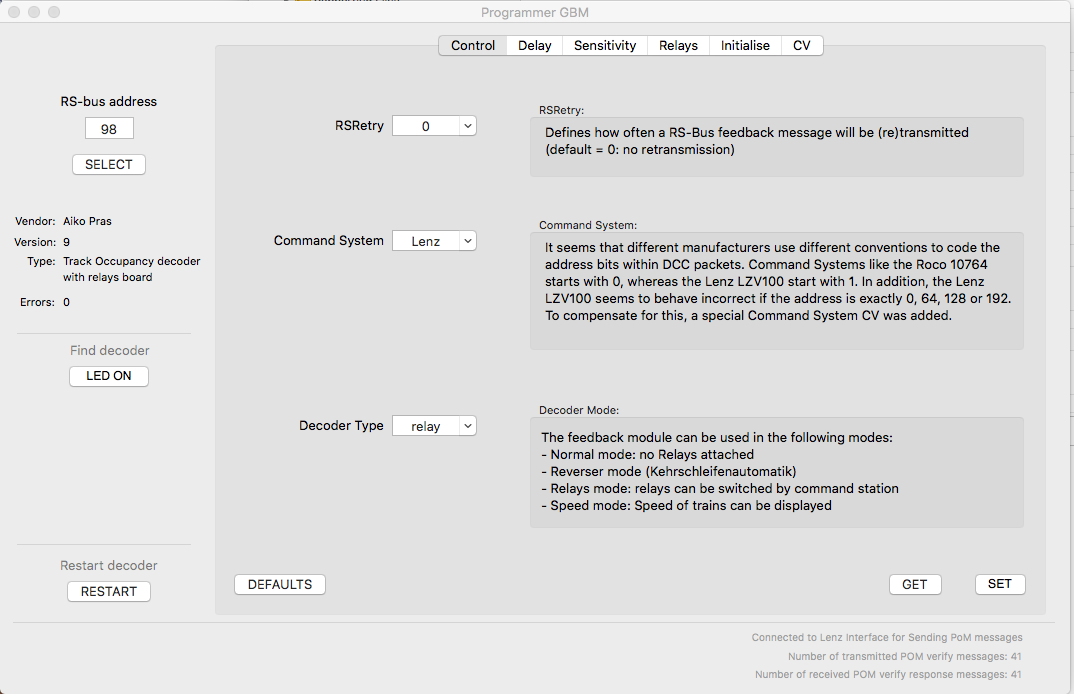 Programmer GBM
Control Delay Sensitivity Relays Initialise CV
RS-bus address
98
SELECT
Vendor: Aiko Pras
Version: 9
Type: Track Occupancy decoder
with relays board
Errors: 0
Find decoder
LED ON
Restart decoder
RESTART
RSRetry 0
RSRetry:
Defines how often a RS-Bus feedback message will be (re)transmitted
(default = 0: no retransmission)
Command System Lenz
Command System:
It seems that different manufacturers use different conventions to code the
address bits within DCC packets. Command Systems like the Roco 10764
starts with 0, whereas the Lenz LZV100 start with 1. In addition, the Lenz
LZV100 seems to behave incorrect if the address is exactly 0, 64, 128 or 192.
To compensate for this, a special Command System CV was added.
Decoder Type relay
Decoder Mode:
The feedback module can be used in the following modes:
- Normal mode: no Relays attached
- Reverser mode (Kehrschleifenautomatik)
- Relays mode: relays can be switched by command station
- Speed mode: Speed of trains can be displayed
DEFAULTS GET SET
Connected to Lenz Interface for Sending PoM messages
Number of transmitted POM verify messages: 41
Number of received POM verify response messages: 41